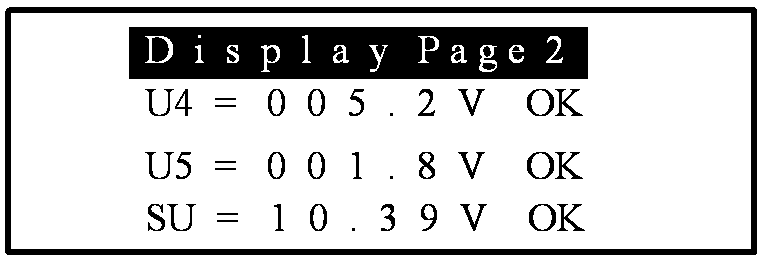 Display Page2
U4 = 005.2V OK
U5 = 001.8V OK
SU = 10.39V OK